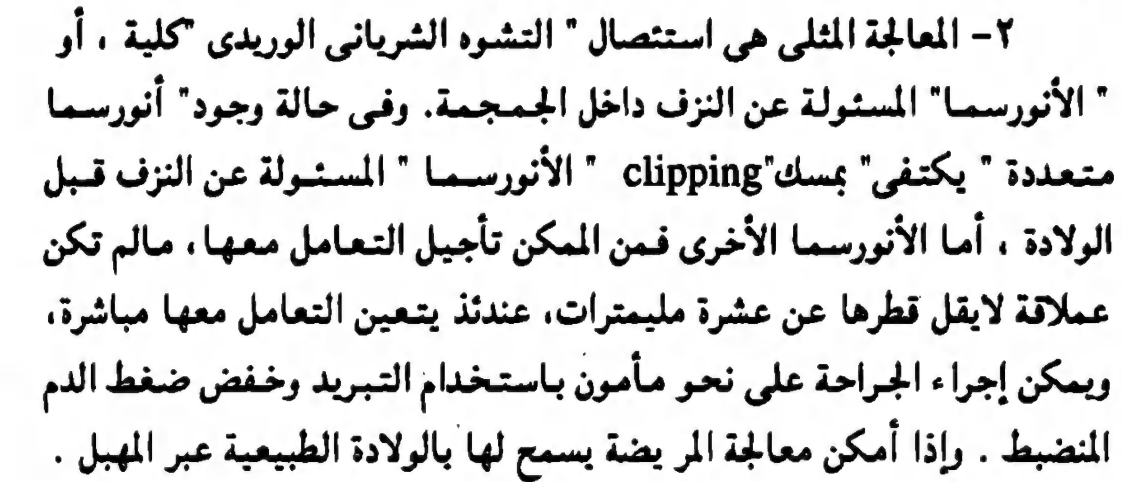 ٢- المعالجة المثلى هى استئصال " التشوه الشريانى الوريدى "كلية ، أو
" الأنورسما" المسئولة عن النزف داخل الجمجمة. وفى حالة وجود" أنورسما
متعددة " يكتفى" بمسك"clipping " الأنورسما " المسئولة عن النزف قبل
الولادة ، أما الأنورسما الأخرى فمن الممكن تأجيل التعامل معها، مالم تكن
عملاقة لايقل قطرها عن عشرة مليمترات، عندئذ يتعين التعامل معها مباشرة،
ويمكن إجراء الجراحة على نحو مأمون باستخدام التبريد وخفض ضغط الدم
المنضبط . وإذا أمكن معالجة المر يضة يسمح لها بالولادة الطبيعية عبر المهبل .